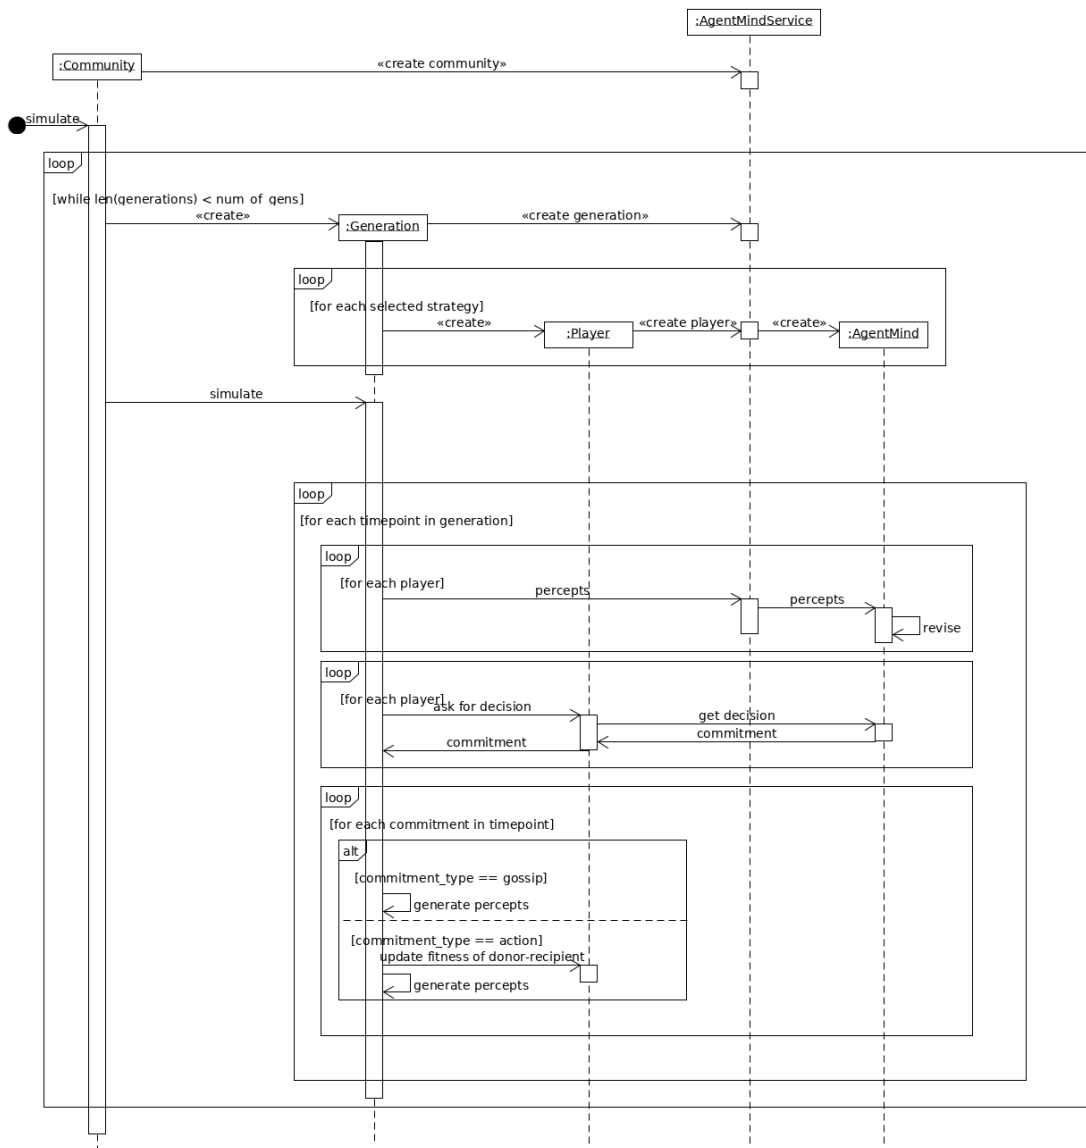 :AgentMindService
:Community
«create community»
simulate
loop
[while len(generations) < num_of_gens]
«create»
:Generation
«create generation»
loop
[for each selected strategy]
«create»
:Player
«create player»
«create»
:AgentMind
simulate
loop
[for each timepoint in generation]
loop
[for each player]
percepts
percepts
revise
loop
[for each player]
ask for decision
get decision
commitment
commitment
loop
[for each commitment in timepoint]
alt
[commitment_type == gossip]
generate percepts
[commitment_type == action]
update fitness of donor-recipient
generate percepts